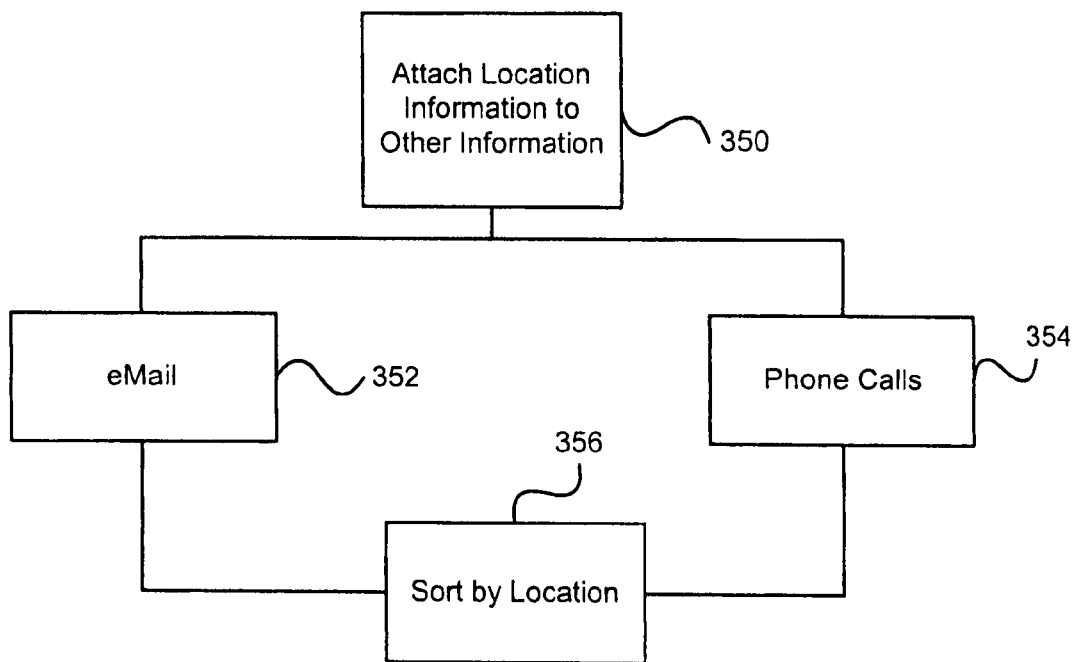 Attach Location
Information to
Other Information
350
eMail
352
Phone Calls
354
356
Sort by Location